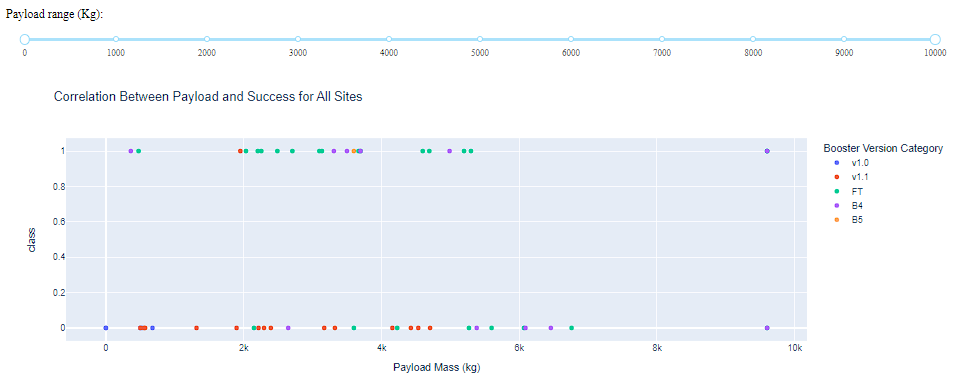 Payload range (Kg):
0 1000 2000 3000 4000 5000 6000 7000 8000 9000 10000
Correlation Between Payload and Success for All Sites
Booster Version Category
v1.0
v1.1
FT
B4
B5
class
1
0.8
0.6
0.4
0.2
0
0 2k 4k 6k 8k 10k
Payload Mass (kg)